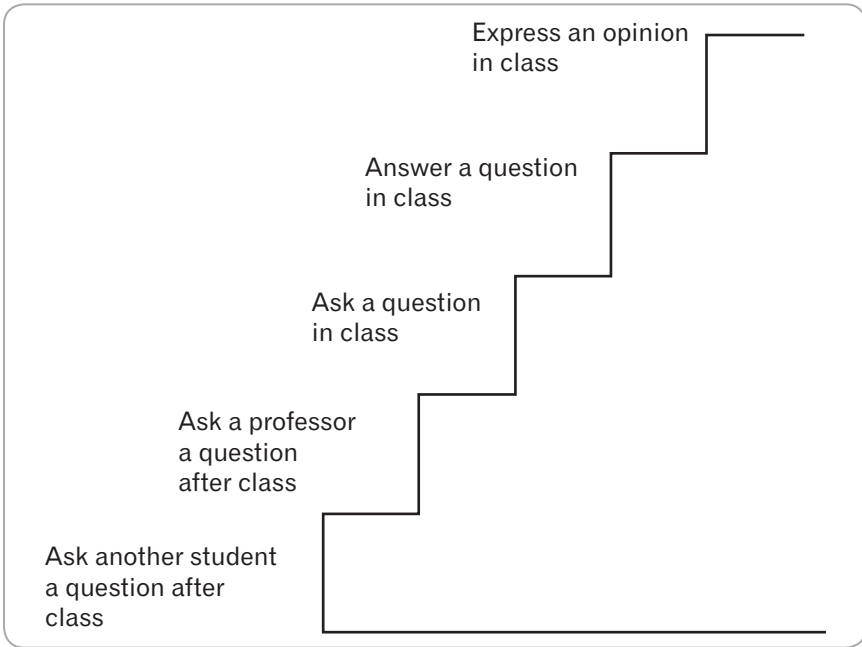 Express an opinion
in class
Answer a question
in class
Ask a question
in class
Ask a professor
a question
after class
Ask another student
a question after
class